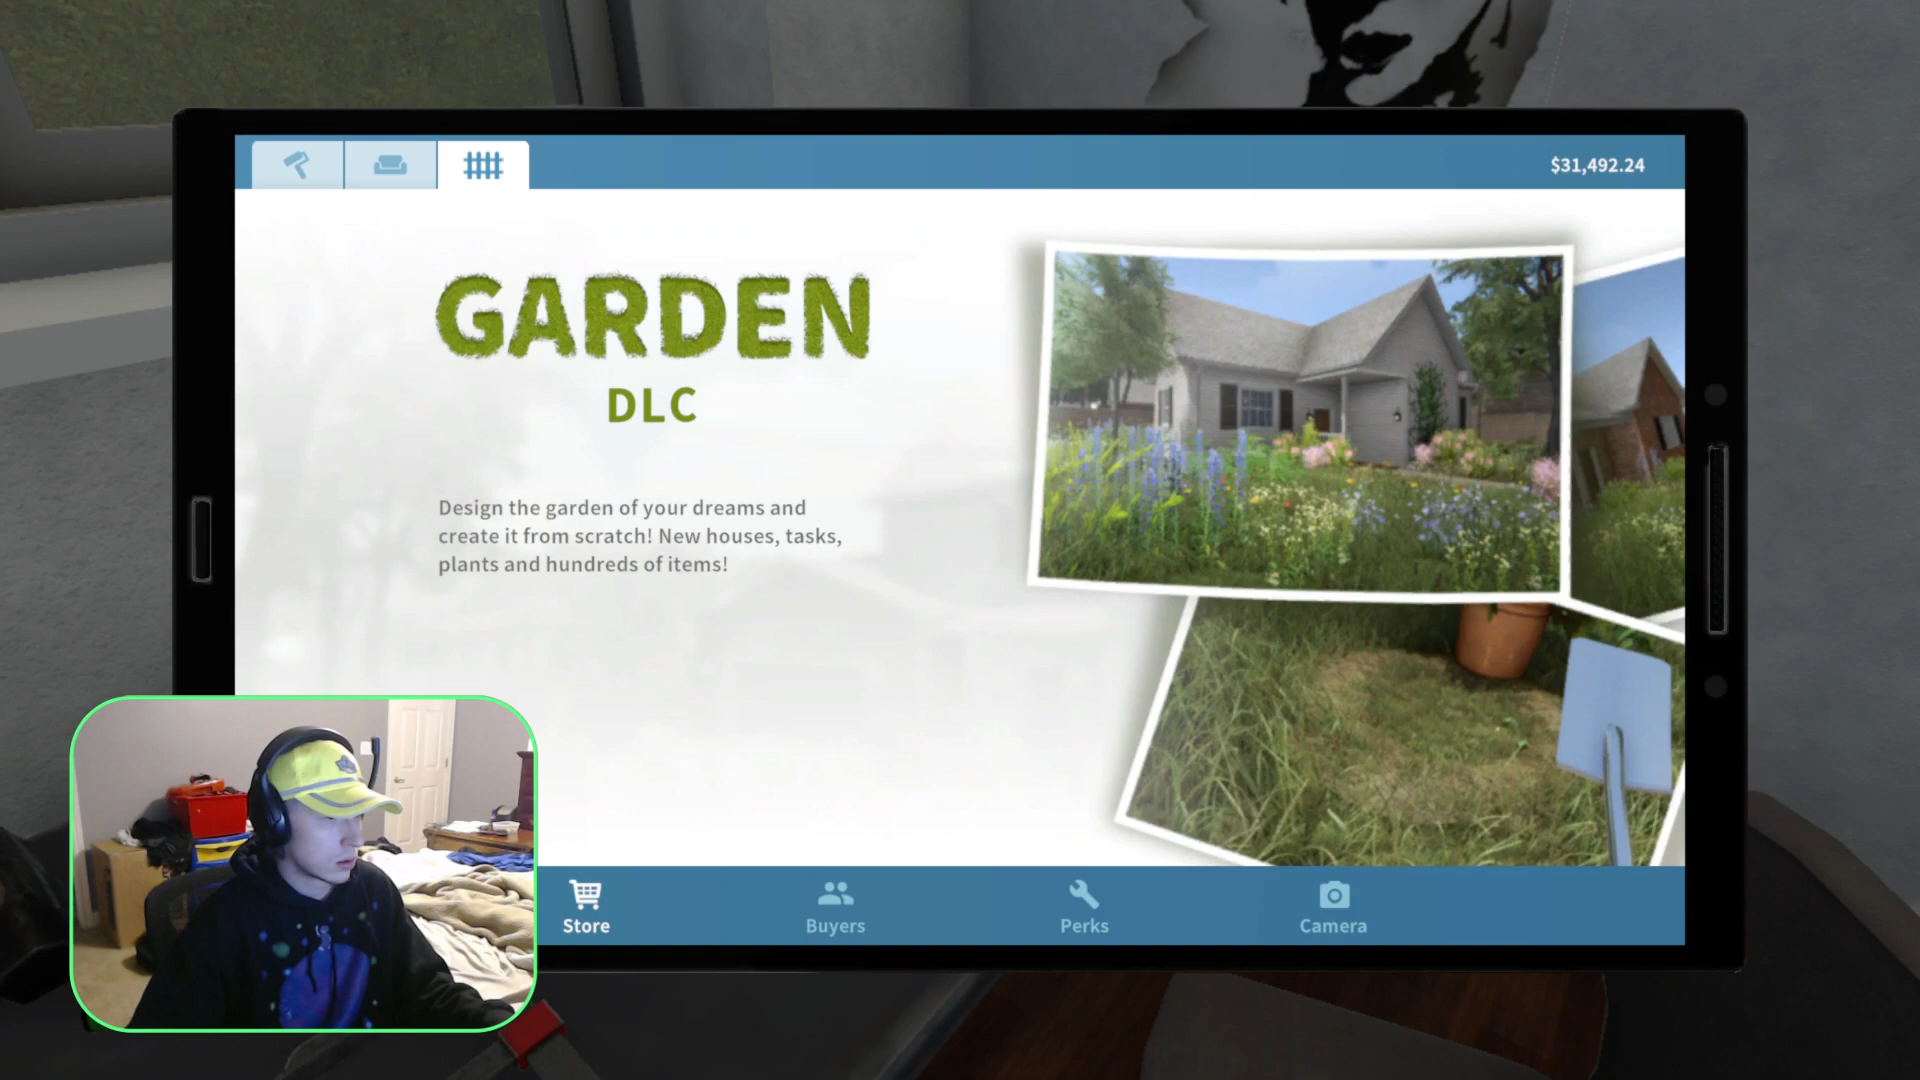 $31,492.24
GARDEN
DLC
Design the garden of your dreams and
create it from scratch! New houses, tasks,
plants and hundreds of items!
Store
Buyers
Perks
Camera